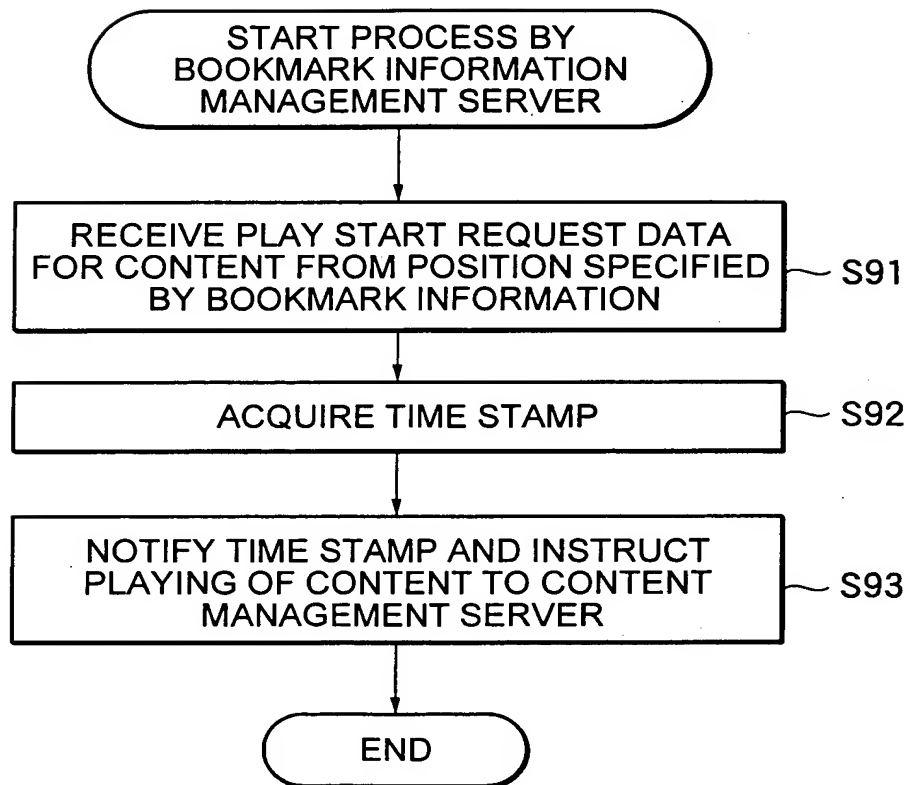 START PROCESS BY
BOOKMARK INFORMATION
MANAGEMENT SERVER
RECEIVE PLAY START REQUEST DATA
FOR CONTENT FROM POSITION SPECIFIED
BY BOOKMARK INFORMATION
S91
ACQUIRE TIME STAMP
S92
NOTIFY TIME STAMP AND INSTRUCT
PLAYING OF CONTENT TO CONTENT
MANAGEMENT SERVER
S93
END